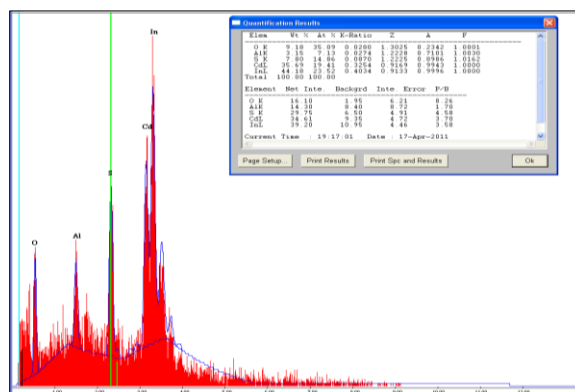 Quantification Results
Elem Wt % At % K-Ratio Z A F
O K 9.18 35.09 0.0280 1.3025 0.2342 1.0001
AlK 3.15 7.13 0.0274 1.2228 0.7101 1.0030
S K 7.80 14.86 0.0870 1.2225 0.8986 1.0162
CdL 35.69 19.41 0.3254 0.9169 0.9943 1.0000
InL 44.18 23.52 0.4034 0.9133 0.9996 1.0000
Total 100.00 100.00
Element Net Inte. Backgrd Inte. Error P/B
O K 16.10 1.95 6.21 8.26
AlK 14.30 8.40 8.72 1.70
S K 29.75 6.50 4.91 4.58
CdL 34.61 9.35 4.72 3.70
InL 39.20 10.95 4.46 3.58
Current Time : 19:17:01 Date : 17-Apr-2011
Page Setup... Print Results Print Spc and Results Ok
In
Cd
S
O Al